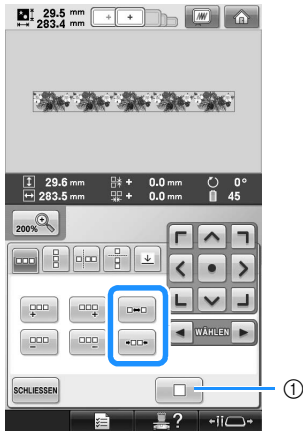 29.5 mm
283.4 mm
29.6 mm + 0.0 mm 0°
283.5 mm + 0.0 mm 45
200%
WÄHLEN
SCHLIESSEN
①
?